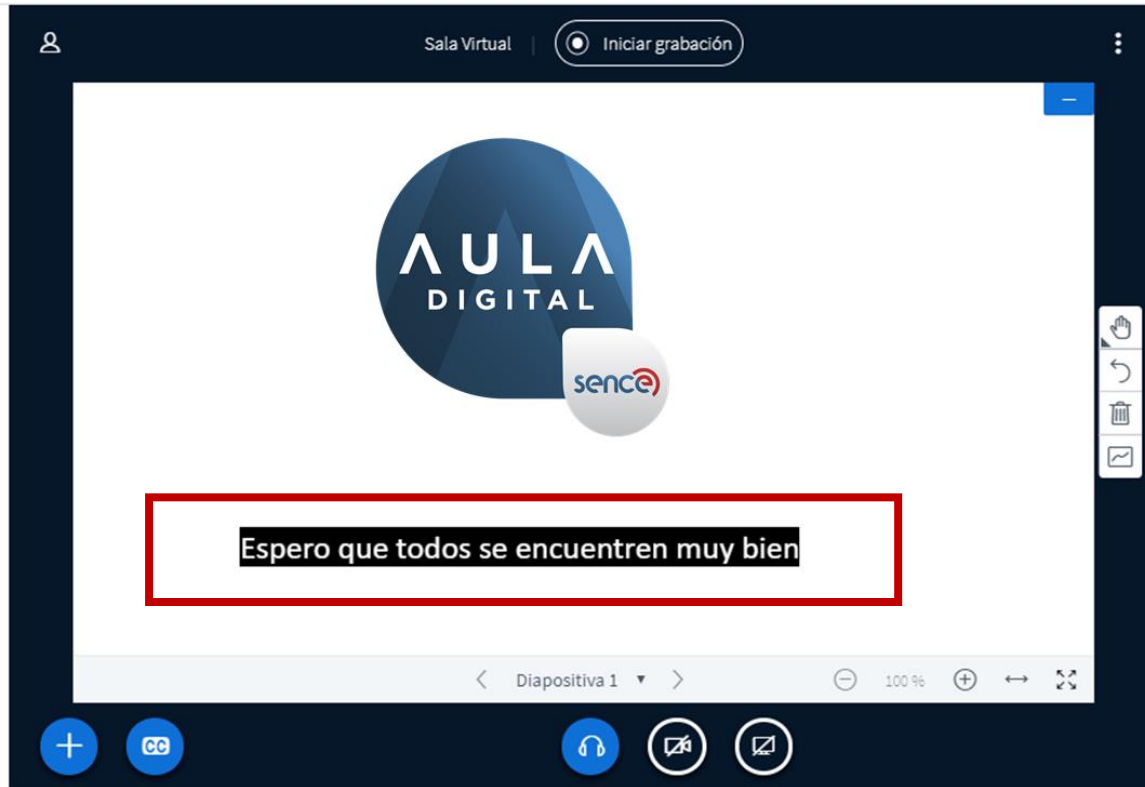 Sala Virtual
Iniciar grabación
AULA
DIGITAL
sence
Espero que todos se encuentren muy bien
Diapositiva 1
100 %
CC